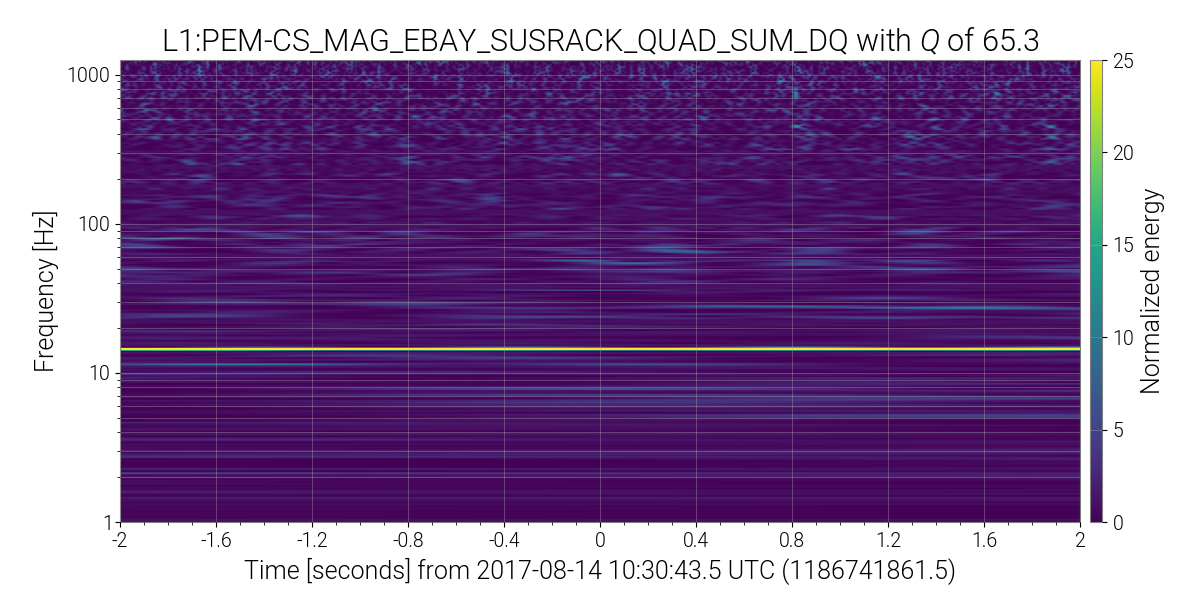 L1:PEM-CS_MAG_EBAY_SUSRACK_QUAD_SUM_DQ with Q of 65.3
Frequency [Hz]
1000
100
10
1
-2 -1.6 -1.2 -0.8 -0.4 0 0.4 0.8 1.2 1.6 2
Time [seconds] from 2017-08-14 10:30:43.5 UTC (1186741861.5)
25
20
15
10
5
0
Normalized energy